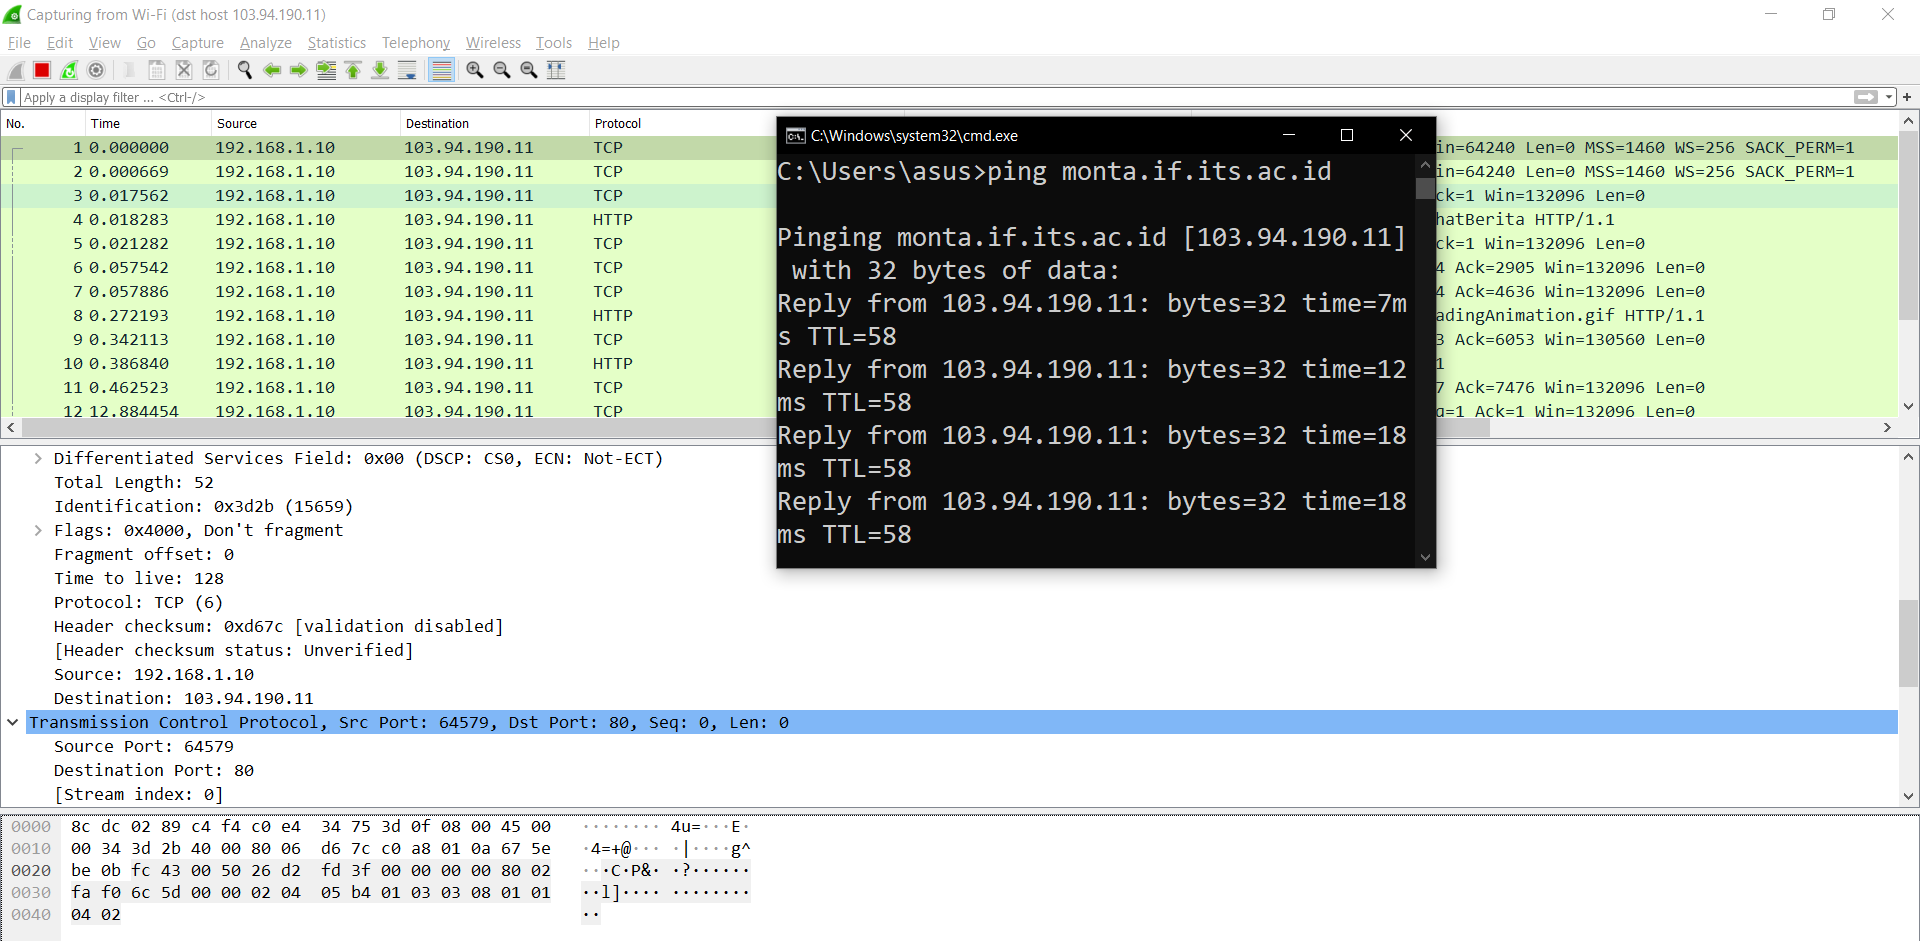 Capturing from Wi-Fi (dst host 103.94.190.11)
File Edit View Go Capture Analyze Statistics Telephony Wireless Tools Help
Apply a display filter ... <Ctrl-/>
No. Time Source Destination Protocol
1 0.000000 192.168.1.10 103.94.190.11 TCP in=64240 Len=0 MSS=1460 WS=256 SACK_PERM=1
2 0.000669 192.168.1.10 103.94.190.11 TCP in=64240 Len=0 MSS=1460 WS=256 SACK_PERM=1
3 0.017562 192.168.1.10 103.94.190.11 TCP ck=1 Win=132096 Len=0
4 0.018283 192.168.1.10 103.94.190.11 HTTP hatBerita HTTP/1.1
5 0.021282 192.168.1.10 103.94.190.11 TCP ck=1 Win=132096 Len=0
6 0.057542 192.168.1.10 103.94.190.11 TCP 4 Ack=2905 Win=132096 Len=0
7 0.057886 192.168.1.10 103.94.190.11 TCP 4 Ack=4636 Win=132096 Len=0
8 0.272193 192.168.1.10 103.94.190.11 HTTP adingAnimation.gif HTTP/1.1
9 0.342113 192.168.1.10 103.94.190.11 TCP 3 Ack=6053 Win=130560 Len=0
10 0.386840 192.168.1.10 103.94.190.11 HTTP 1
11 0.462523 192.168.1.10 103.94.190.11 TCP 7 Ack=7476 Win=132096 Len=0
12 12.884454 192.168.1.10 103.94.190.11 TCP q=1 Ack=1 Win=132096 Len=0
C:\Windows\system32\cmd.exe
C:\Users\asus>ping monta.if.its.ac.id
Pinging monta.if.its.ac.id [103.94.190.11]
with 32 bytes of data:
Reply from 103.94.190.11: bytes=32 time=7m
s TTL=58
Reply from 103.94.190.11: bytes=32 time=12
ms TTL=58
Reply from 103.94.190.11: bytes=32 time=18
ms TTL=58
Reply from 103.94.190.11: bytes=32 time=18
ms TTL=58
Differentiated Services Field: 0x00 (DSCP: CS0, ECN: Not-ECT)
Total Length: 52
Identification: 0x3d2b (15659)
Flags: 0x4000, Don't fragment
Fragment offset: 0
Time to live: 128
Protocol: TCP (6)
Header checksum: 0xd67c [validation disabled]
[Header checksum status: Unverified]
Source: 192.168.1.10
Destination: 103.94.190.11
Transmission Control Protocol, Src Port: 64579, Dst Port: 80, Seq: 0, Len: 0
Source Port: 64579
Destination Port: 80
[Stream index: 0]
0000 8c dc 02 89 c4 f4 c0 e4 34 75 3d 0f 08 00 45 00 ········ 4u=···E·
0010 00 34 3d 2b 40 00 80 06 d6 7c c0 a8 01 0a 67 5e ·4=+@··· ·|····g^
0020 be 0b fc 43 00 50 26 d2 fd 3f 00 00 00 00 80 02 ···C·P&· ·?······
0030 fa f0 6c 5d 00 00 02 04 05 b4 01 03 03 08 01 01 ··l]···· ········
0040 04 02 ··